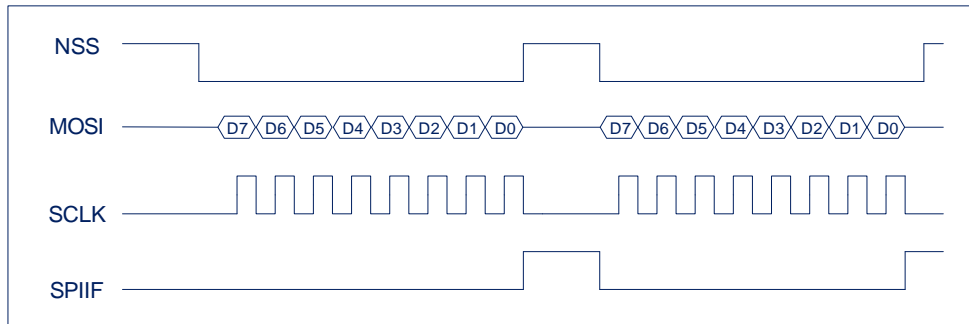 NSS
MOSI D7 D6 D5 D4 D3 D2 D1 D0 D7 D6 D5 D4 D3 D2 D1 D0
SCLK
SPIIF